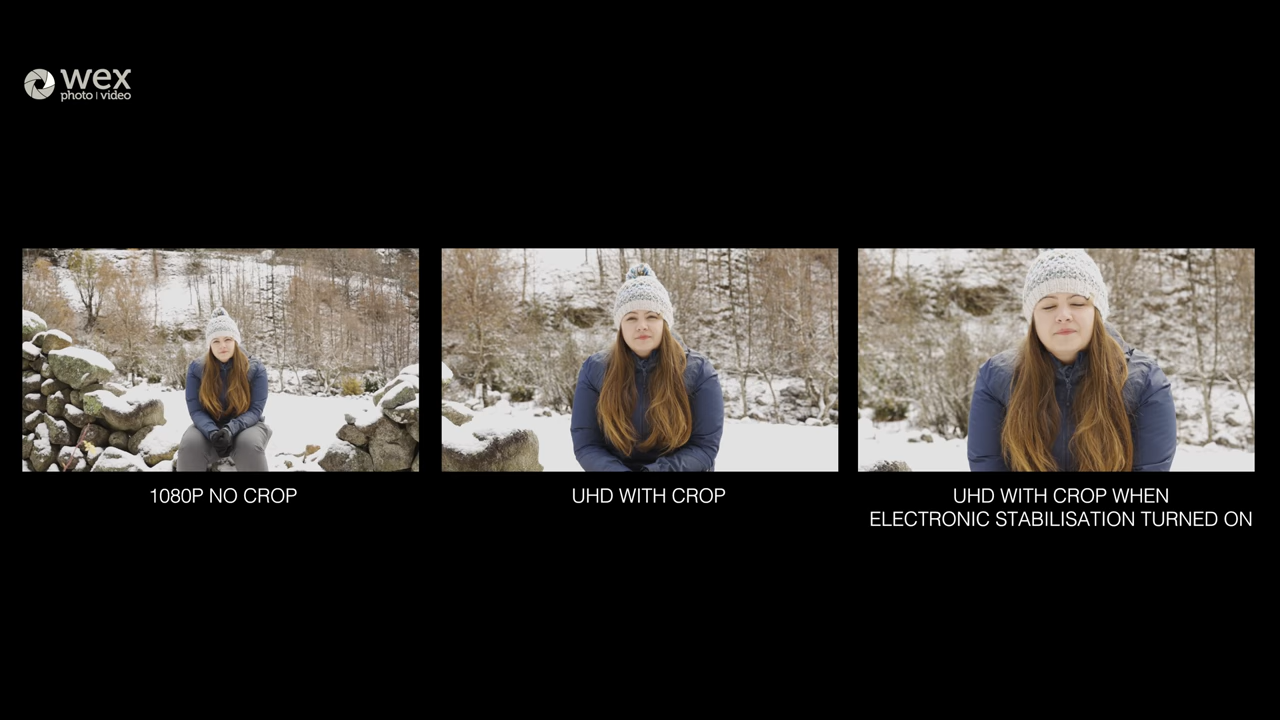 wex
photo | video
1080P NO CROP
UHD WITH CROP
UHD WITH CROP WHEN
ELECTRONIC STABILISATION TURNED ON